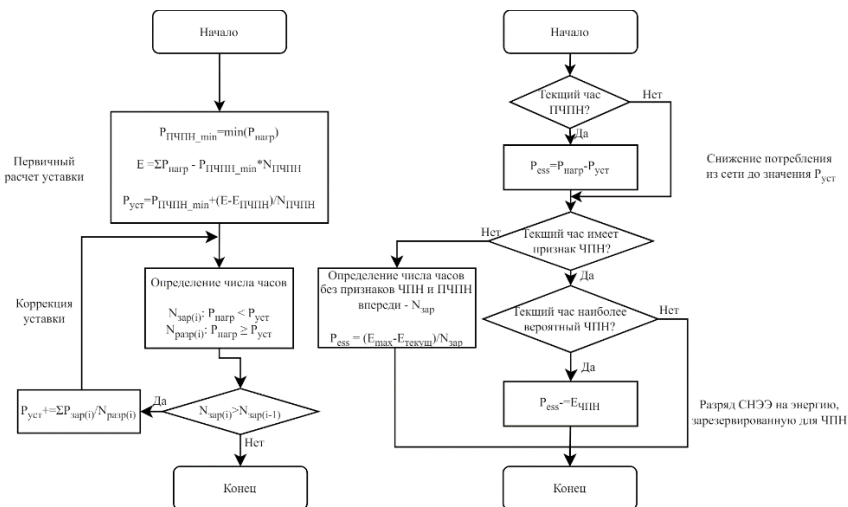 Начало
Первичный
расчет уставки
P_ПЧПН_min=min(P_нагр)
E =ΣP_нагр - P_ПЧПН_min*N_ПЧПН
P_уст=P_ПЧПН_min+(E-E_ПЧПН)/N_ПЧПН
Коррекция
уставки
Определение числа часов
N_зар(i): P_нагр < P_уст
N_разр(i): P_нагр ≥ P_уст
P_уст+=ΣP_зар(i)/N_разр(i)
Да
N_зар(i)>N_зар(i-1)
Нет
Конец
Начало
Текщий час
ПЧПН?
Нет
Да
P_ess=P_нагр-P_уст
Снижение потребления
из сети до значения P_уст
Текщий час имеет
признак ЧПН?
Нет
Да
Определение числа часов
без признаков ЧПН и ПЧПН
впереди - N_зар
P_ess = (E_max-E_текущ)/N_зар
Текщий час наиболее
вероятный ЧПН?
Нет
Да
P_ess-=E_ЧПН
Разряд СНЭЭ на энергию,
зарезервированную для ЧПН
Конец